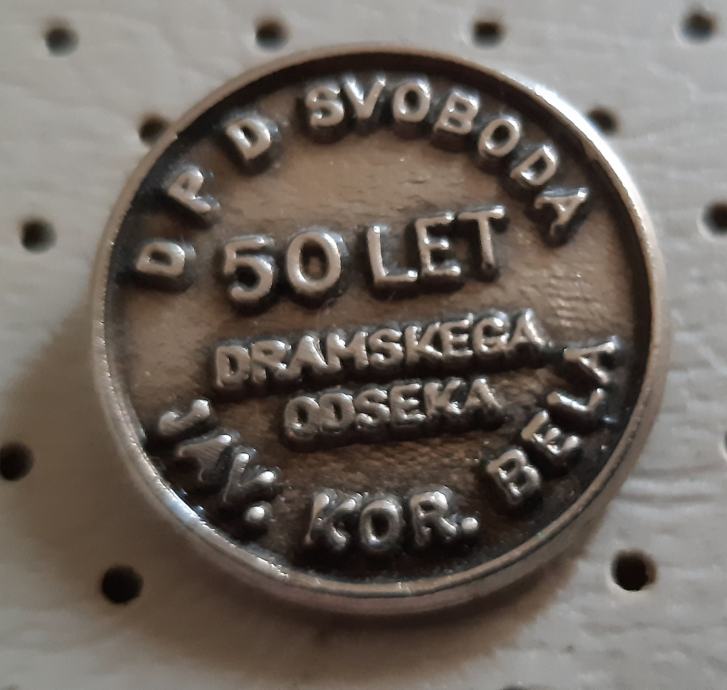 D P D SVOBODA
50 LET
DRAMSKEGA
ODSEKA
JAV. KOR. BELA